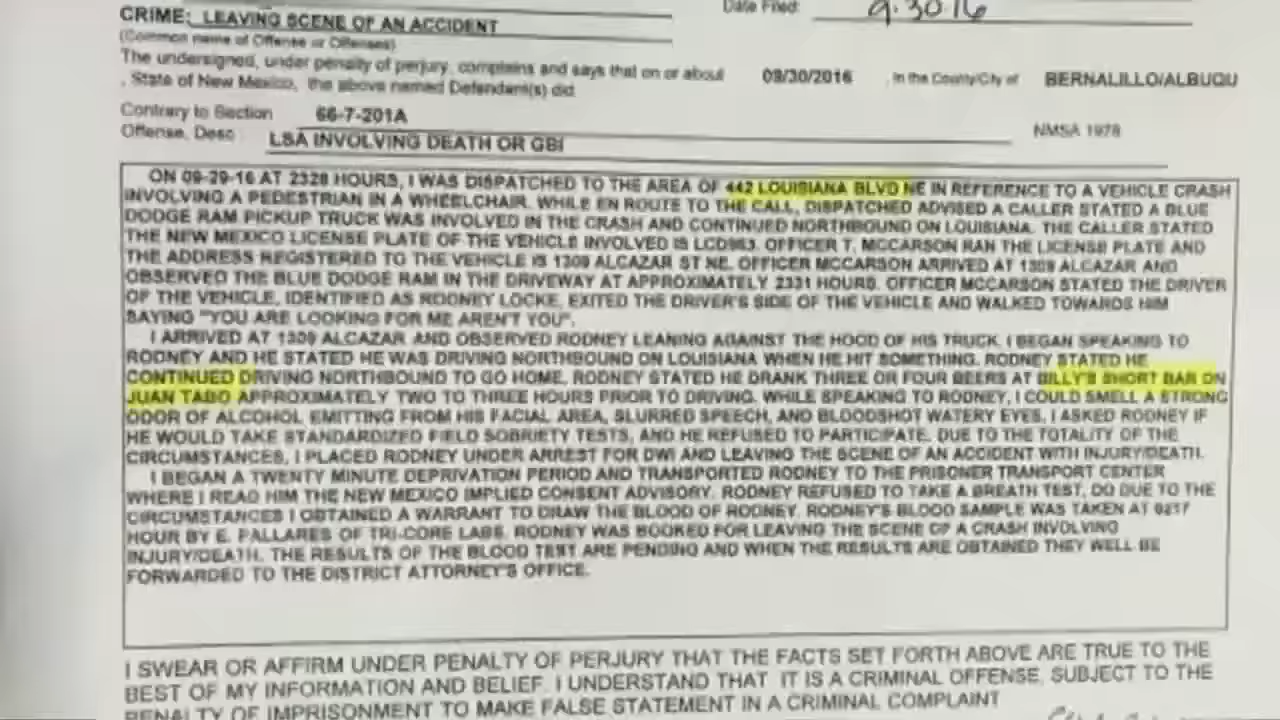 CRIME: LEAVING SCENE OF AN ACCIDENT
Date Filed: 9.30.16
(Common name of Offense or Offenses)
The undersigned, under penalty of perjury, complains and says that on or about 09/30/2016 , in the County/City of BERNALILLO/ALBUQU
, State of New Mexico, the above named Defendant(s) did
Contrary to Section 66-7-201A NMSA 1978
Offense, Desc LSA INVOLVING DEATH OR GBI
ON 09-29-16 AT 2328 HOURS, I WAS DISPATCHED TO THE AREA OF 442 LOUISIANA BLVD NE IN REFERENCE TO A VEHICLE CRASH
INVOLVING A PEDESTRIAN IN A WHEELCHAIR. WHILE EN ROUTE TO THE CALL, DISPATCHED ADVISED A CALLER STATED A BLUE
DODGE RAM PICKUP TRUCK WAS INVOLVED IN THE CRASH AND CONTINUED NORTHBOUND ON LOUISIANA. THE CALLER STATED
THE NEW MEXICO LICENSE PLATE OF THE VEHICLE INVOLVED IS LCD983. OFFICER T. MCCARSON RAN THE LICENSE PLATE AND
THE ADDRESS REGISTERED TO THE VEHICLE IS 1309 ALCAZAR ST NE. OFFICER MCCARSON ARRIVED AT 1309 ALCAZAR AND
OBSERVED THE BLUE DODGE RAM IN THE DRIVEWAY AT APPROXIMATELY 2331 HOURS. OFFICER MCCARSON STATED THE DRIVER
OF THE VEHICLE, IDENTIFIED AS RODNEY LOCKE, EXITED THE DRIVER'S SIDE OF THE VEHICLE AND WALKED TOWARDS HIM
SAYING "YOU ARE LOOKING FOR ME AREN'T YOU".
I ARRIVED AT 1309 ALCAZAR AND OBSERVED RODNEY LEANING AGAINST THE HOOD OF HIS TRUCK. I BEGAN SPEAKING TO
RODNEY AND HE STATED HE WAS DRIVING NORTHBOUND ON LOUISIANA WHEN HE HIT SOMETHING. RODNEY STATED HE
CONTINUED DRIVING NORTHBOUND TO GO HOME. RODNEY STATED HE DRANK THREE OR FOUR BEERS AT BILLY'S SHORT BAR ON
JUAN TABO APPROXIMATELY TWO TO THREE HOURS PRIOR TO DRIVING. WHILE SPEAKING TO RODNEY, I COULD SMELL A STRONG
ODOR OF ALCOHOL EMITTING FROM HIS FACIAL AREA, SLURRED SPEECH, AND BLOODSHOT WATERY EYES. I ASKED RODNEY IF
HE WOULD TAKE STANDARDIZED FIELD SOBRIETY TESTS, AND HE REFUSED TO PARTICIPATE. DUE TO THE TOTALITY OF THE
CIRCUMSTANCES, I PLACED RODNEY UNDER ARREST FOR DWI AND LEAVING THE SCENE OF AN ACCIDENT WITH INJURY/DEATH.
I BEGAN A TWENTY MINUTE DEPRIVATION PERIOD AND TRANSPORTED RODNEY TO THE PRISONER TRANSPORT CENTER
WHERE I READ HIM THE NEW MEXICO IMPLIED CONSENT ADVISORY. RODNEY REFUSED TO TAKE A BREATH TEST, DO DUE TO THE
CIRCUMSTANCES I OBTAINED A WARRANT TO DRAW THE BLOOD OF RODNEY. RODNEY'S BLOOD SAMPLE WAS TAKEN AT 0217
HOUR BY E. PALLARES OF TRI-CORE LABS. RODNEY WAS BOOKED FOR LEAVING THE SCENE OF A CRASH INVOLVING
INJURY/DEATH. THE RESULTS OF THE BLOOD TEST ARE PENDING AND WHEN THE RESULTS ARE OBTAINED THEY WELL BE
FORWARDED TO THE DISTRICT ATTORNEY'S OFFICE.
I SWEAR OR AFFIRM UNDER PENALTY OF PERJURY THAT THE FACTS SET FORTH ABOVE ARE TRUE TO THE
BEST OF MY INFORMATION AND BELIEF. I UNDERSTAND THAT IT IS A CRIMINAL OFFENSE, SUBJECT TO THE
PENALTY OF IMPRISONMENT TO MAKE FALSE STATEMENT IN A CRIMINAL COMPLAINT